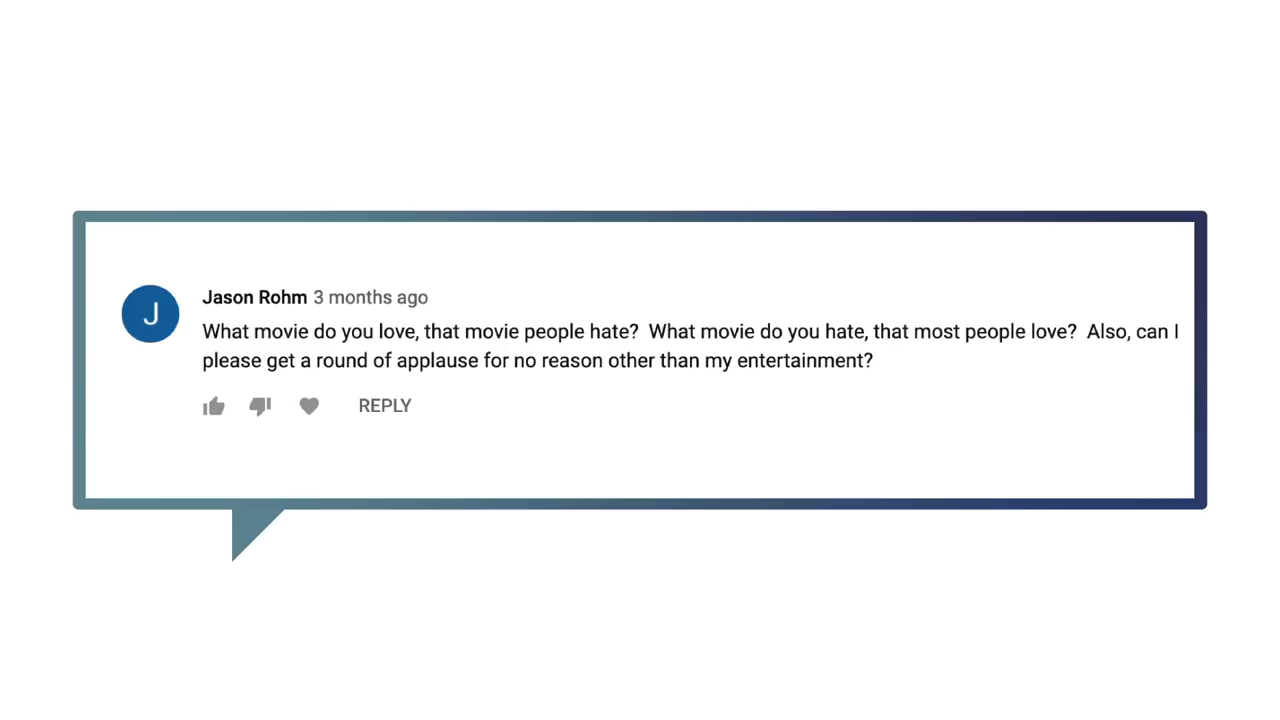 J
Jason Rohm 3 months ago
What movie do you love, that movie people hate?  What movie do you hate, that most people love?  Also, can I
please get a round of applause for no reason other than my entertainment?
REPLY